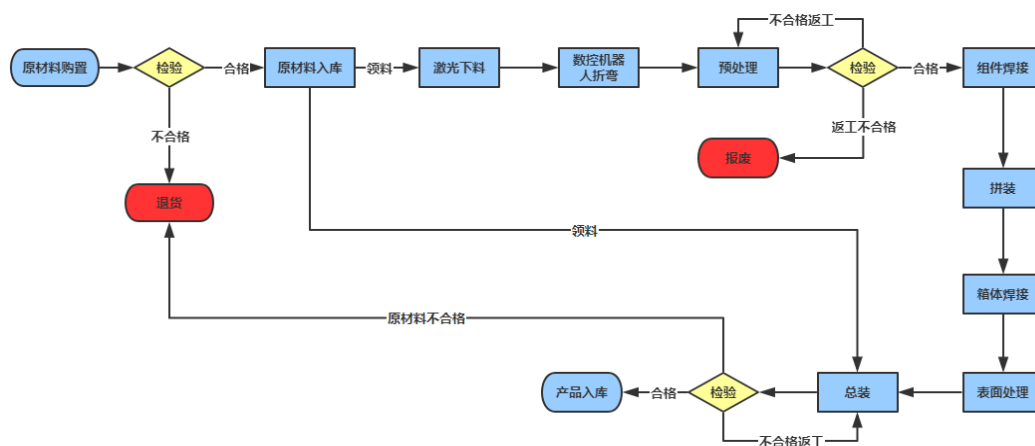 不合格返工
原材料购置
检验
合格
原材料入库
领料
激光下料
数控机器
人折弯
预处理
检验
合格
组件焊接
不合格
返工不合格
报废
退货
拼装
领料
箱体焊接
原材料不合格
产品入库
合格
检验
总装
表面处理
不合格返工